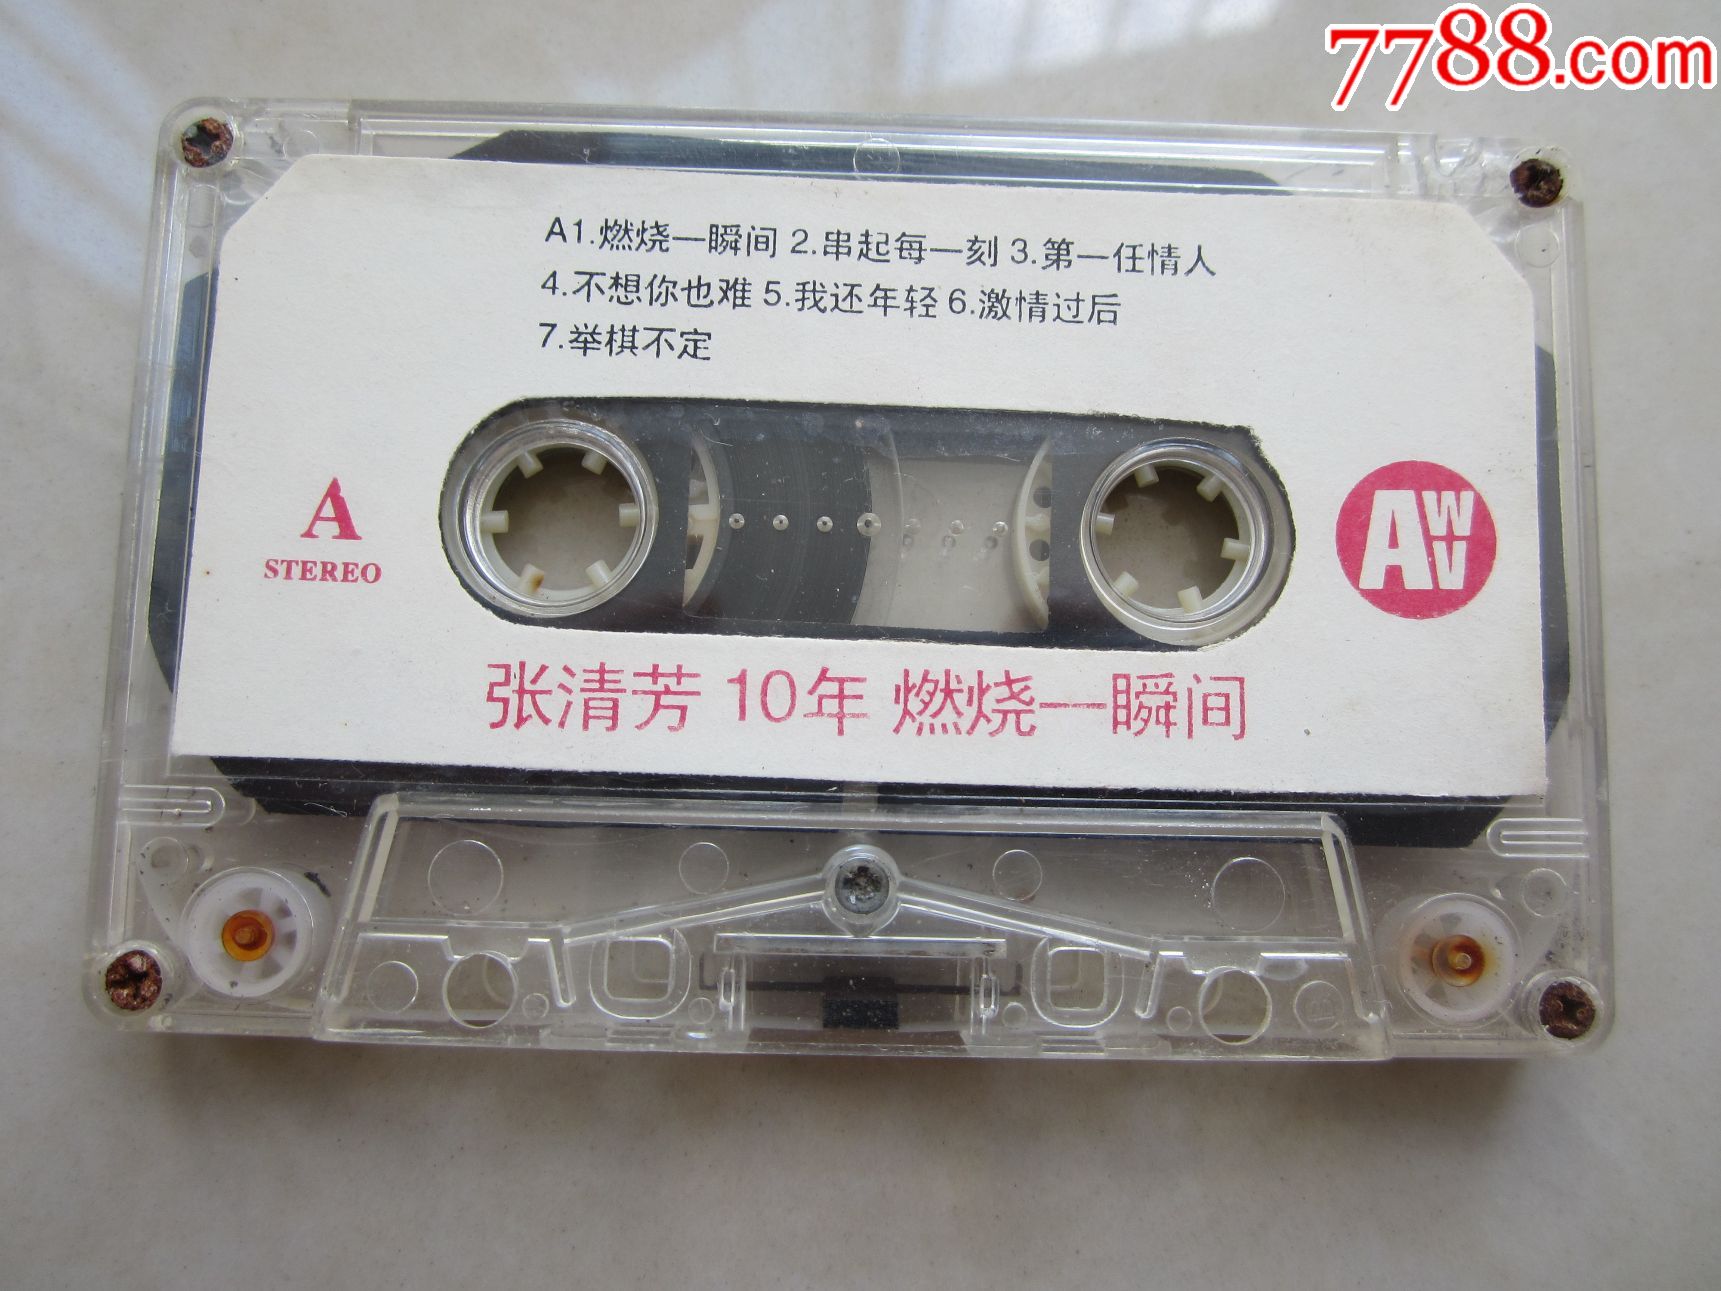 7788.com
A1.燃烧一瞬间 2.串起每一刻 3.第一任情人
4.不想你也难 5.我还年轻 6.激情过后
7.举棋不定
A
STEREO
AWV
张清芳 10年 燃烧一瞬间